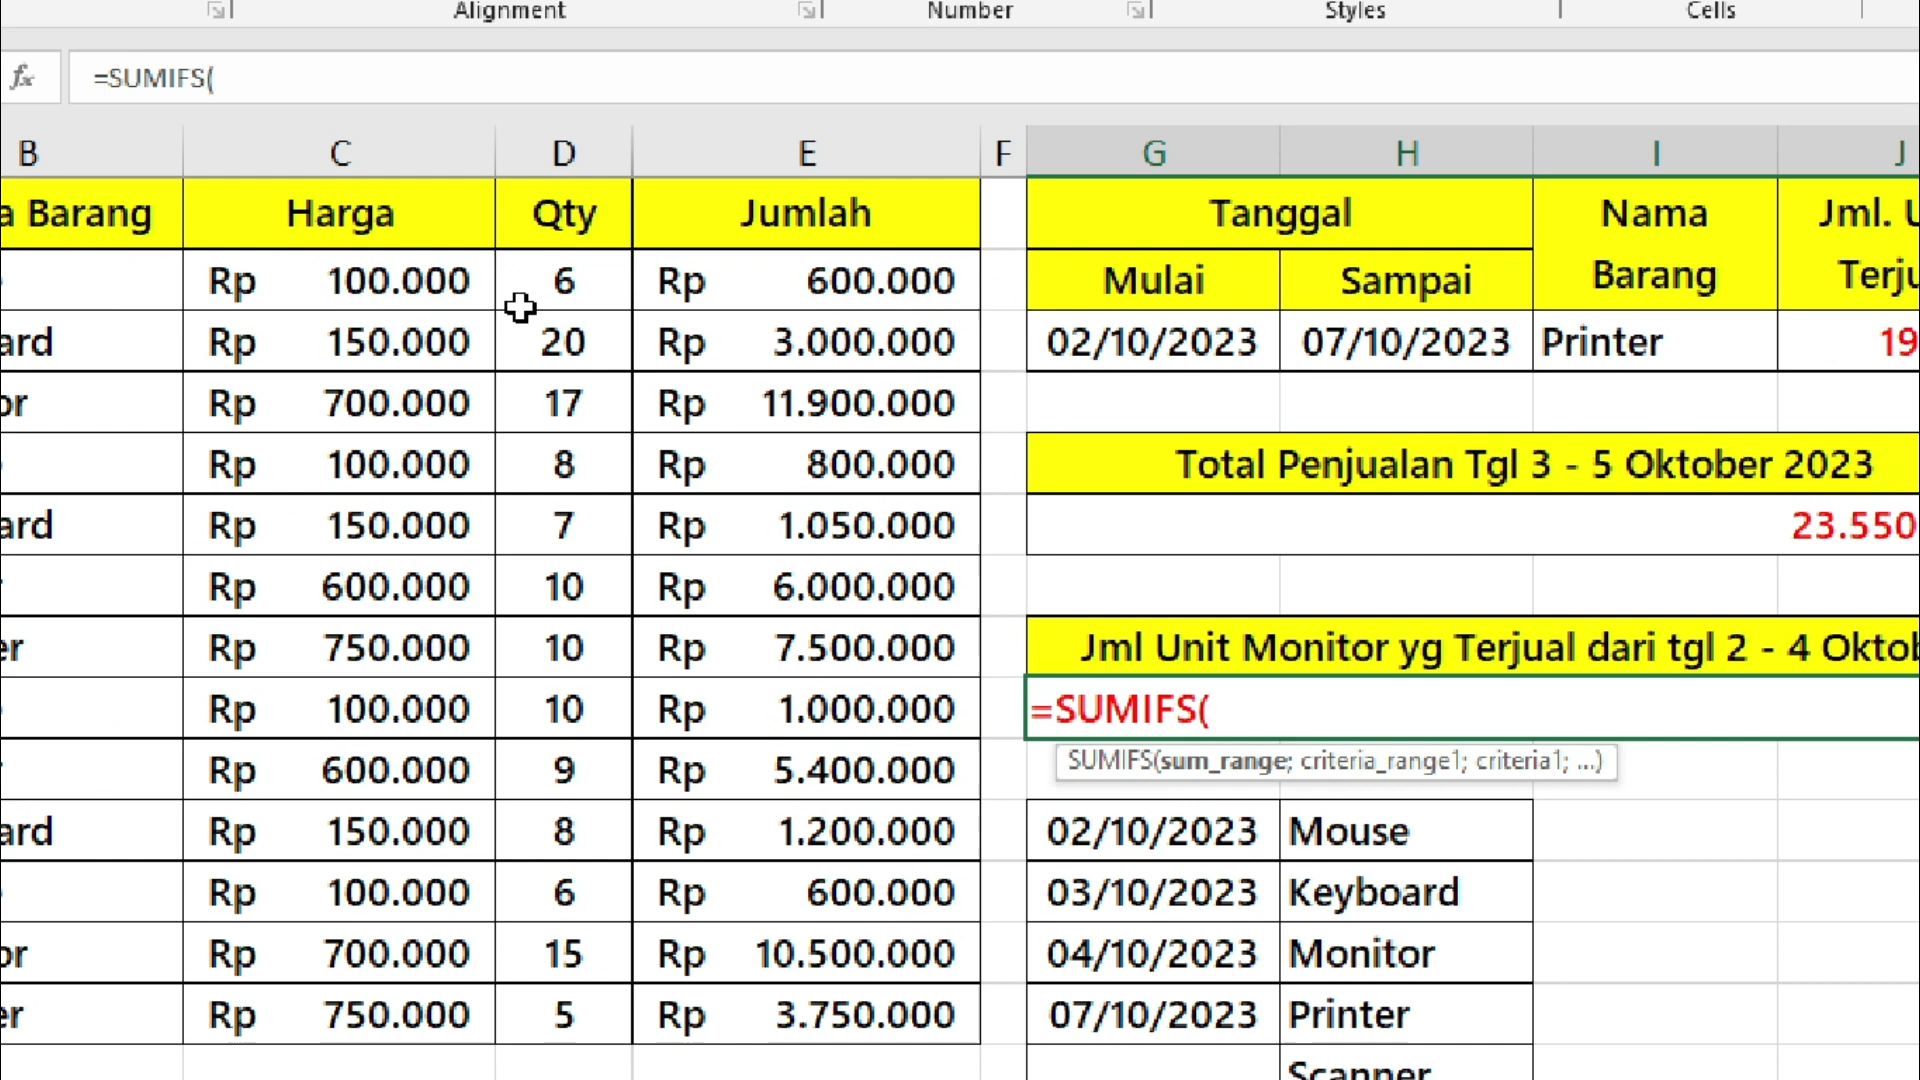 Alignment Number Styles Cells
fx =SUMIFS(
B C D E F G H I J
a Barang Harga Qty Jumlah Tanggal Nama Barang Jml. U Terju
Rp 100.000 6 Rp 600.000 Mulai Sampai
ard Rp 150.000 20 Rp 3.000.000 02/10/2023 07/10/2023 Printer 19
or Rp 700.000 17 Rp 11.900.000
Rp 100.000 8 Rp 800.000 Total Penjualan Tgl 3 - 5 Oktober 2023
ard Rp 150.000 7 Rp 1.050.000 23.550
Rp 600.000 10 Rp 6.000.000
er Rp 750.000 10 Rp 7.500.000 Jml Unit Monitor yg Terjual dari tgl 2 - 4 Oktob
Rp 100.000 10 Rp 1.000.000 =SUMIFS(
Rp 600.000 9 Rp 5.400.000 SUMIFS(sum_range; criteria_range1; criteria1; ...)
ard Rp 150.000 8 Rp 1.200.000 02/10/2023 Mouse
Rp 100.000 6 Rp 600.000 03/10/2023 Keyboard
or Rp 700.000 15 Rp 10.500.000 04/10/2023 Monitor
er Rp 750.000 5 Rp 3.750.000 07/10/2023 Printer
Scanner